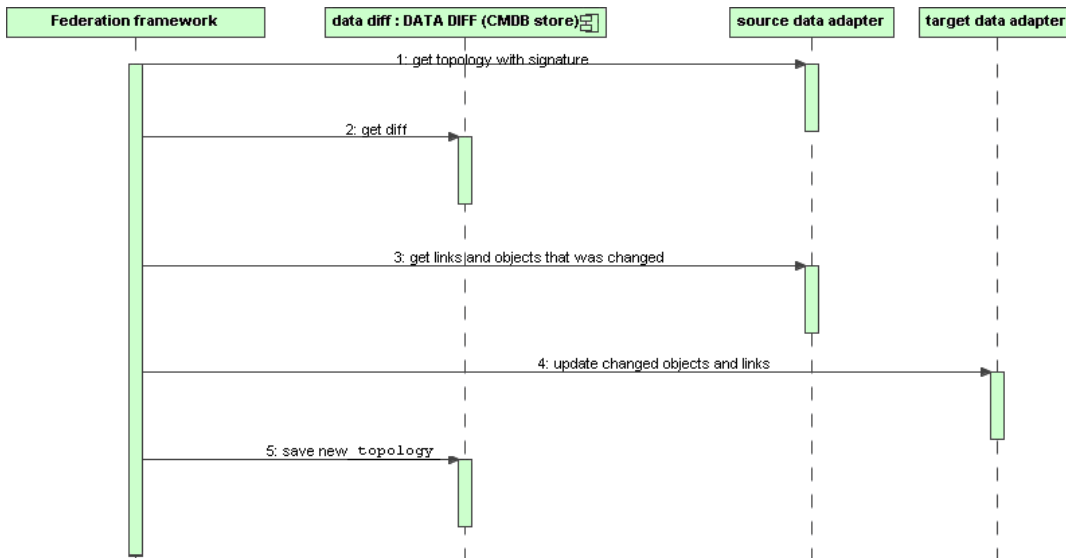 Federation framework
data diff : DATA DIFF (CMDB store)
source data adapter
target data adapter
1: get topology with signature
2: get diff
3: get links and objects that was changed
4: update changed objects and links
5: save new topology